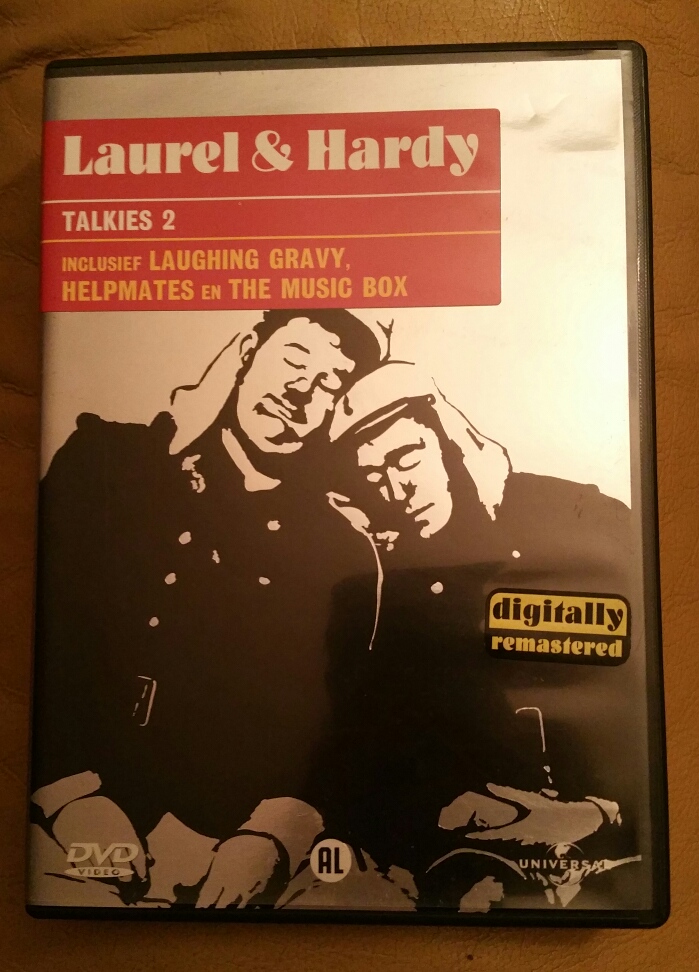 Laurel & Hardy
TALKIES 2
INCLUSIEF LAUGHING GRAVY,
HELPMATES EN THE MUSIC BOX
digitally
remastered
DVD
VIDEO
AL
UNIVERSAL